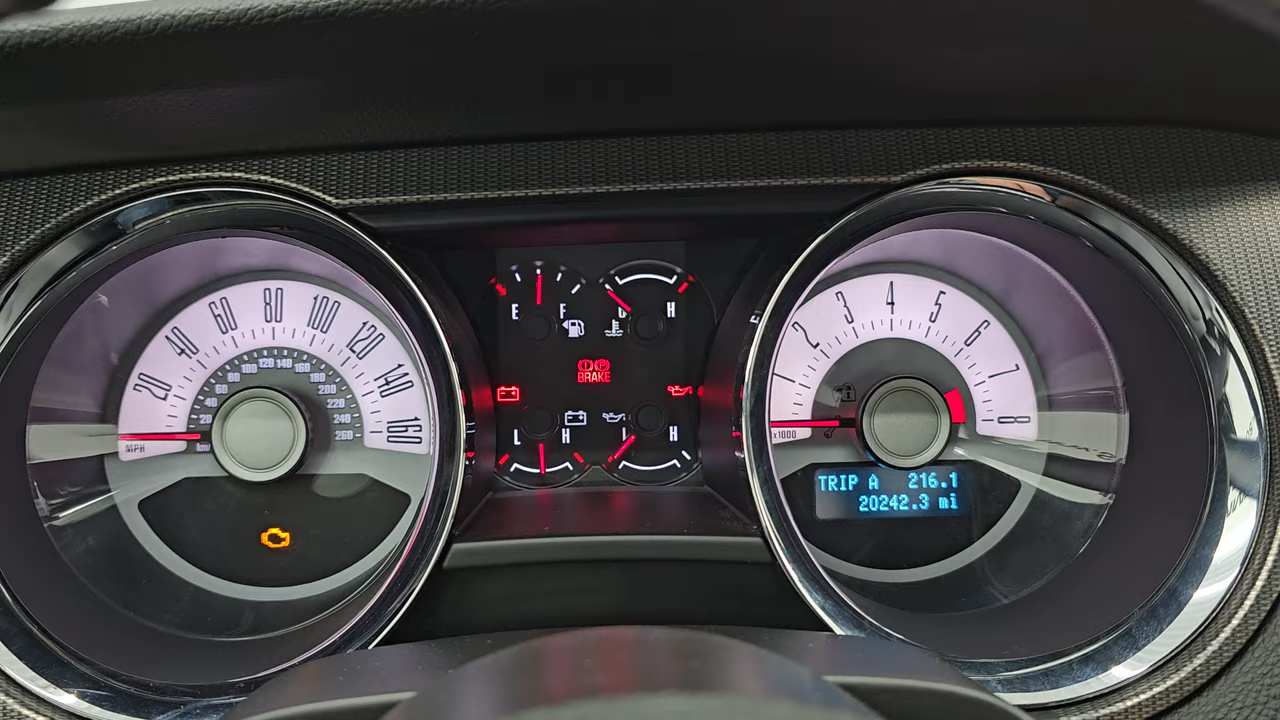 20 40 60 80 100 120 140 160
20 40 60 80 100 120 140 160 180 200 220 240 260
MPH
km/h
E F
H
BRAKE
L H
H
1 2 3 4 5 6 7 8
x1000
TRIP A 216.1
20242.3 mi